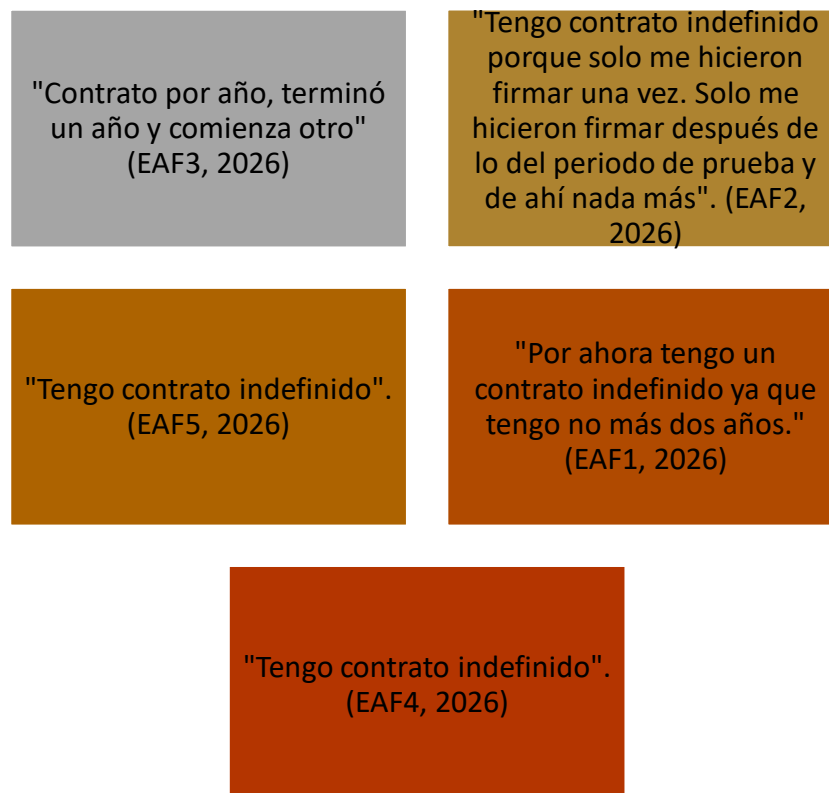 "Contrato por año, terminó
un año y comienza otro"
(EAF3, 2026)
"Tengo contrato indefinido
porque solo me hicieron
firmar una vez. Solo me
hicieron firmar después de
lo del periodo de prueba y
de ahí nada más". (EAF2,
2026)
"Tengo contrato indefinido".
(EAF5, 2026)
"Por ahora tengo un
contrato indefinido ya que
tengo no más dos años."
(EAF1, 2026)
"Tengo contrato indefinido".
(EAF4, 2026)